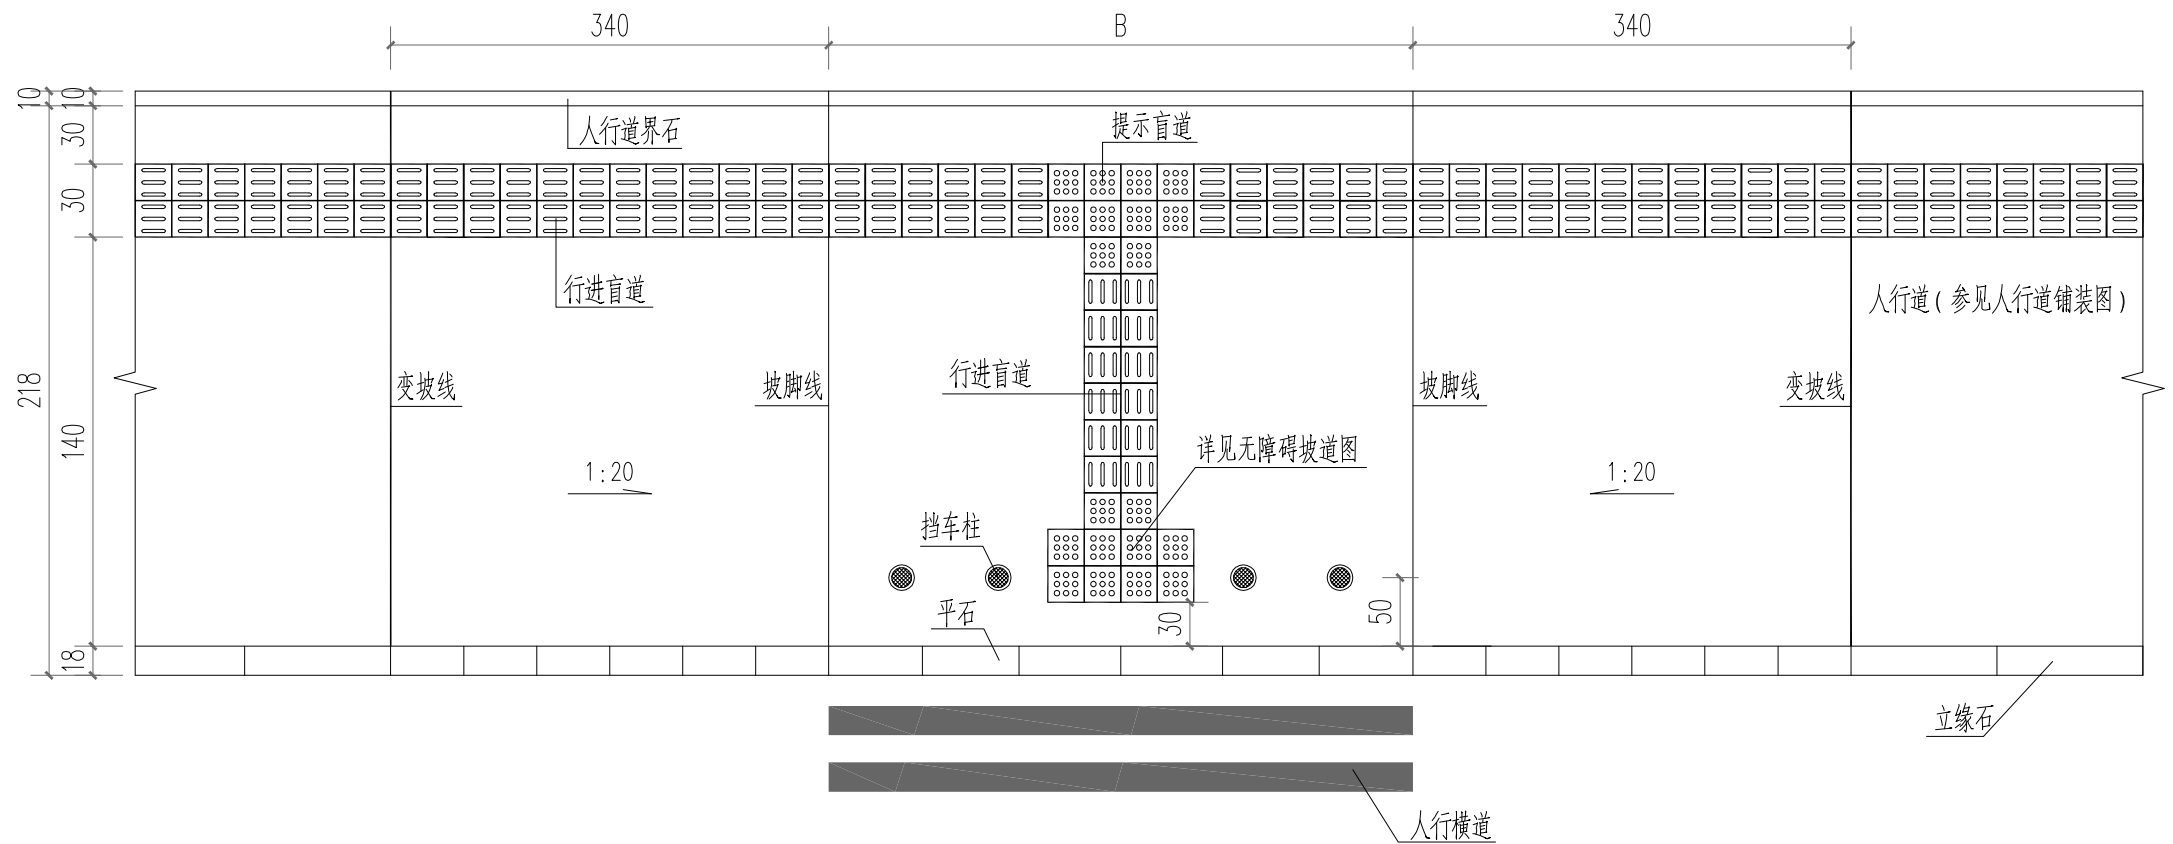 340
B
340
10
10
30
人行道界石
提示盲道
30
行进盲道
人行道(参见人行道铺装图)
218
变坡线
坡脚线
行进盲道
坡脚线
变坡线
140
1:20
详见无障碍坡道图
1:20
挡车柱
平石
30
50
18
立缘石
人行横道